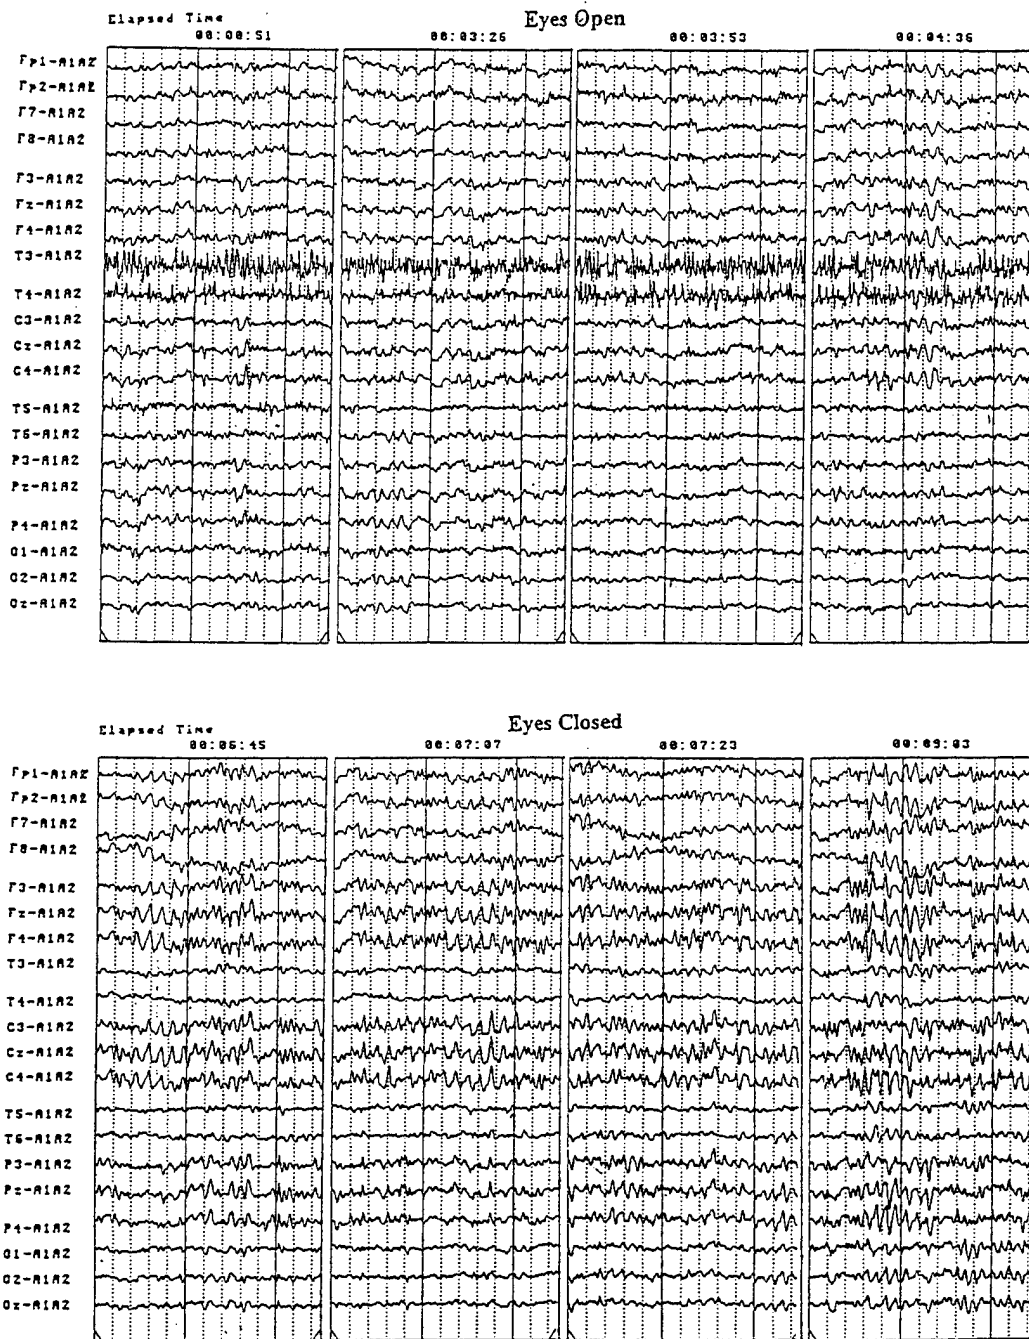 Elapsed Time
Eyes Open
00:00:51
00:03:26
00:03:53
00:04:36
Fp1-A1A2
Fp2-A1A2
F7-A1A2
F8-A1A2
F3-A1A2
Fz-A1A2
F4-A1A2
T3-A1A2
T4-A1A2
C3-A1A2
Cz-A1A2
C4-A1A2
T5-A1A2
T6-A1A2
P3-A1A2
Pz-A1A2
P4-A1A2
O1-A1A2
O2-A1A2
Oz-A1A2
Elapsed Time
Eyes Closed
00:06:45
00:07:07
00:07:23
00:09:03
Fp1-A1A2
Fp2-A1A2
F7-A1A2
F8-A1A2
F3-A1A2
Fz-A1A2
F4-A1A2
T3-A1A2
T4-A1A2
C3-A1A2
Cz-A1A2
C4-A1A2
T5-A1A2
T6-A1A2
P3-A1A2
Pz-A1A2
P4-A1A2
O1-A1A2
O2-A1A2
Oz-A1A2